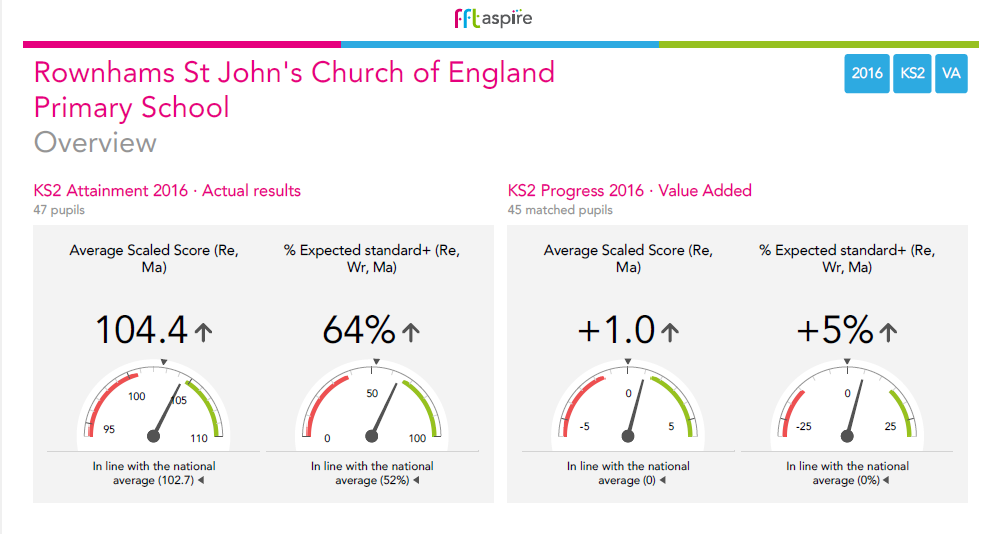 fft aspire
Rownhams St John's Church of England
Primary School
Overview
2016
KS2
VA
KS2 Attainment 2016 · Actual results
47 pupils
Average Scaled Score (Re,
Ma)
104.4
95
100
105
110
In line with the national
average (102.7)
% Expected standard+ (Re,
Wr, Ma)
64%
0
50
100
In line with the national
average (52%)
KS2 Progress 2016 · Value Added
45 matched pupils
Average Scaled Score (Re,
Ma)
+1.0
-5
0
5
In line with the national
average (0)
% Expected standard+ (Re,
Wr, Ma)
+5%
-25
0
25
In line with the national
average (0%)